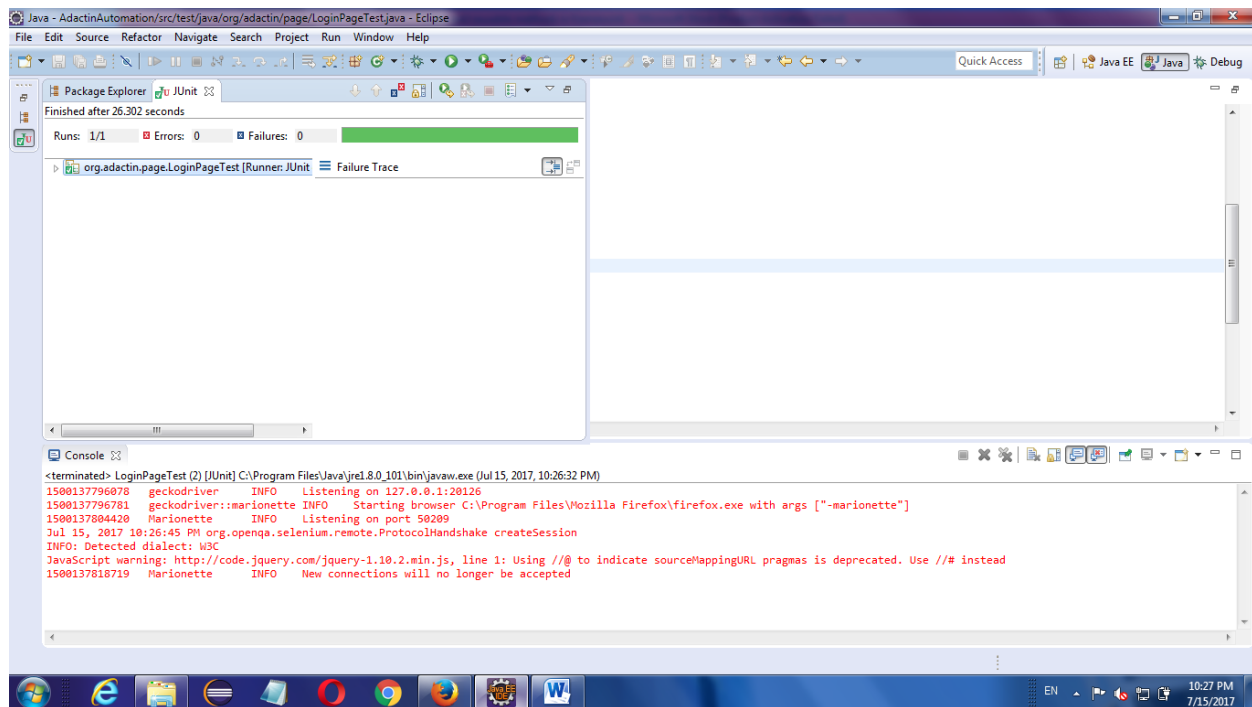 Java - AdactinAutomation/src/test/java/org/adactin/page/LoginPageTest.java - Eclipse
File Edit Source Refactor Navigate Search Project Run Window Help
Quick Access Java EE Java Debug
Package Explorer JUnit
Finished after 26.302 seconds
Runs: 1/1 Errors: 0 Failures: 0
org.adactin.page.LoginPageTest [Runner: JUnit Failure Trace
Console
<terminated> LoginPageTest (2) [JUnit] C:\Program Files\Java\jre1.8.0_101\bin\javaw.exe (Jul 15, 2017, 10:26:32 PM)
1500137796078 geckodriver INFO Listening on 127.0.0.1:20126
1500137796781 geckodriver::marionette INFO Starting browser C:\Program Files\Mozilla Firefox\firefox.exe with args ["-marionette"]
1500137804420 Marionette INFO Listening on port 50209
Jul 15, 2017 10:26:45 PM org.openqa.selenium.remote.ProtocolHandshake createSession
INFO: Detected dialect: W3C
JavaScript warning: http://code.jquery.com/jquery-1.10.2.min.js, line 1: Using //@ to indicate sourceMappingURL pragmas is deprecated. Use //# instead
1500137818719 Marionette INFO New connections will no longer be accepted
EN
10:27 PM
7/15/2017